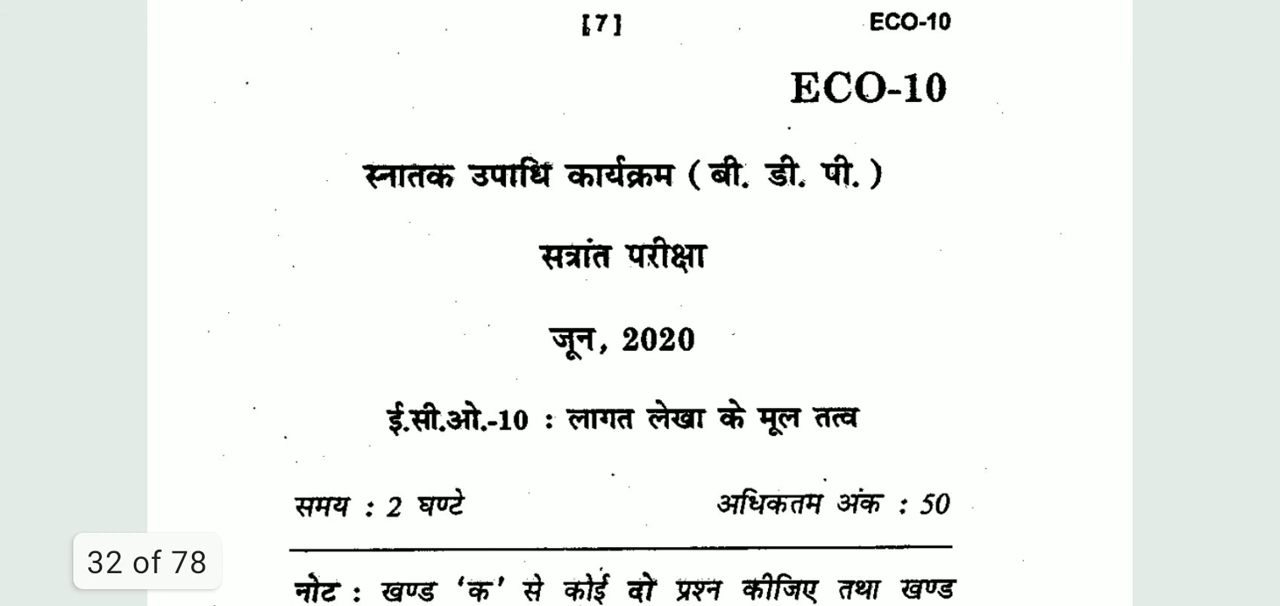 [7] ECO-10
ECO-10
स्नातक उपाधि कार्यक्रम ( बी. डी. पी. )
सत्रांत परीक्षा
जून, 2020
ई.सी.ओ.-10 : लागत लेखा के मूल तत्व
समय : 2 घण्टे अधिकतम अंक : 50
32 of 78
नोट : खण्ड ‘क’ से कोई दो प्रश्न कीजिए तथा खण्ड